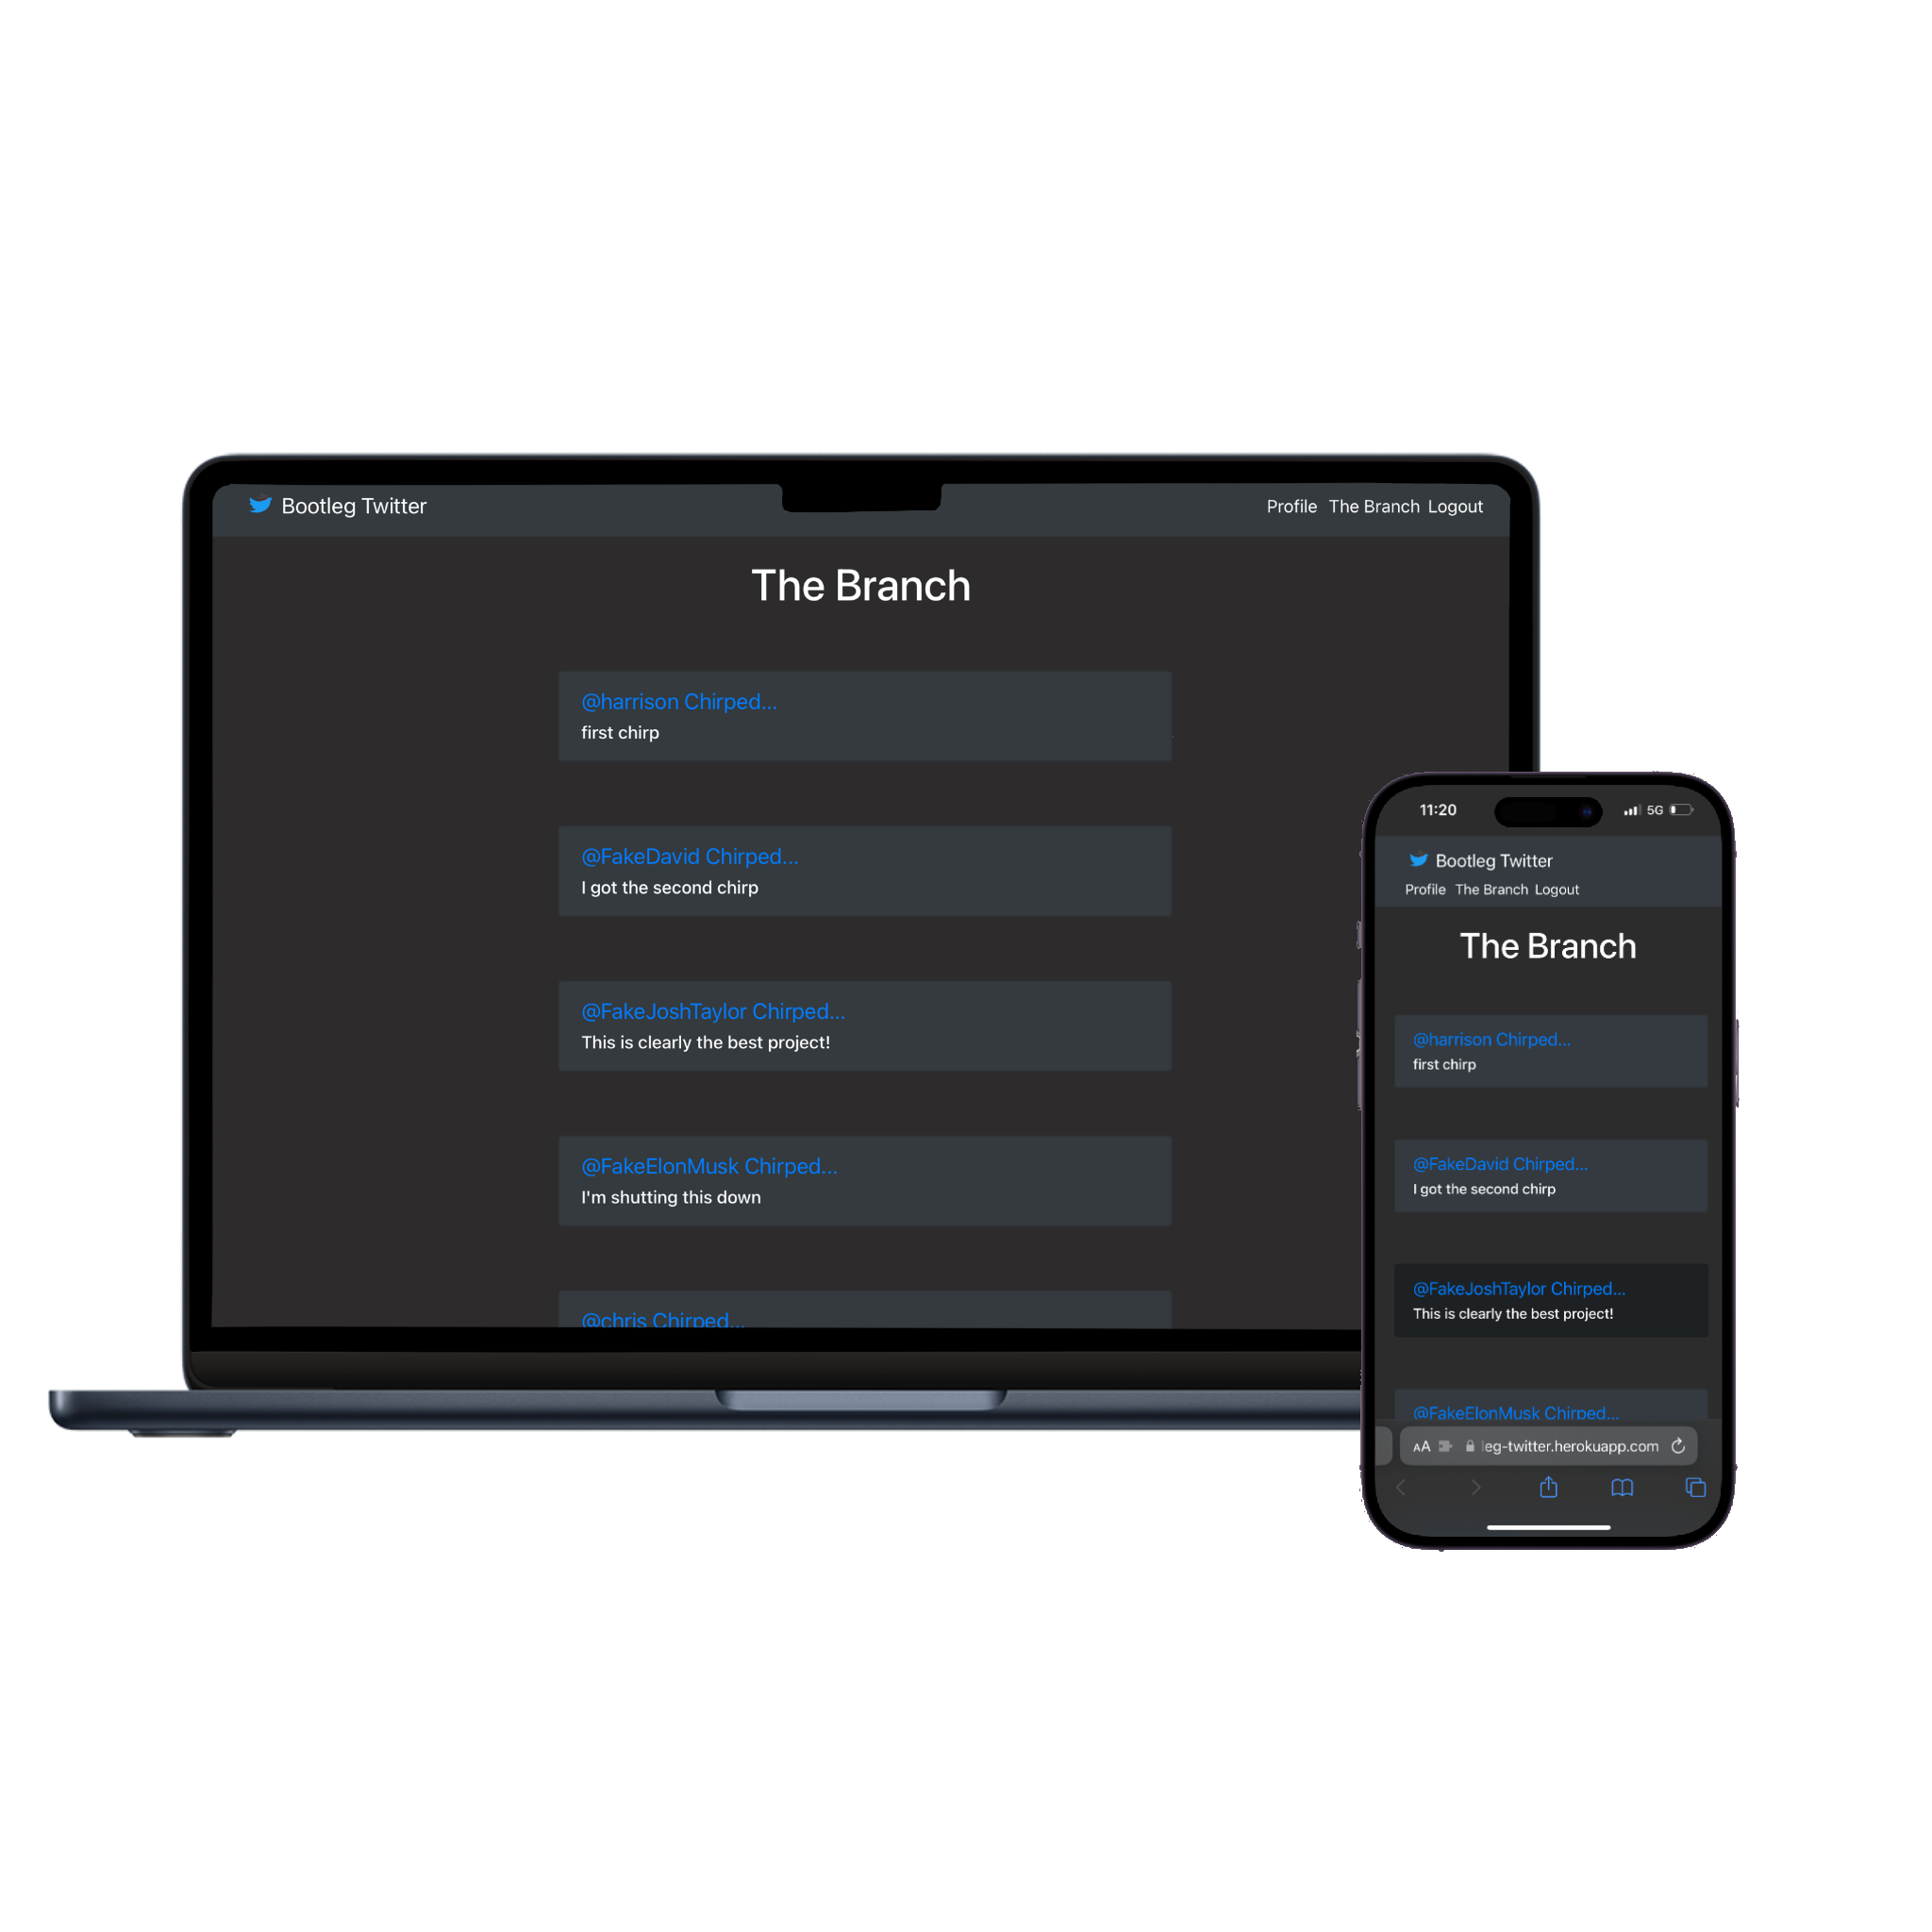 Bootleg Twitter
Profile The Branch Logout
The Branch
@harrison Chirped...
first chirp
@FakeDavid Chirped...
I got the second chirp
@FakeJoshTaylor Chirped...
This is clearly the best project!
@FakeElonMusk Chirped...
I'm shutting this down
@chris Chirped...
11:20
5G
Bootleg Twitter
Profile The Branch Logout
The Branch
@harrison Chirped...
first chirp
@FakeDavid Chirped...
I got the second chirp
@FakeJoshTaylor Chirped...
This is clearly the best project!
@FakeElonMusk Chirped...
AA leg-twitter.herokuapp.com